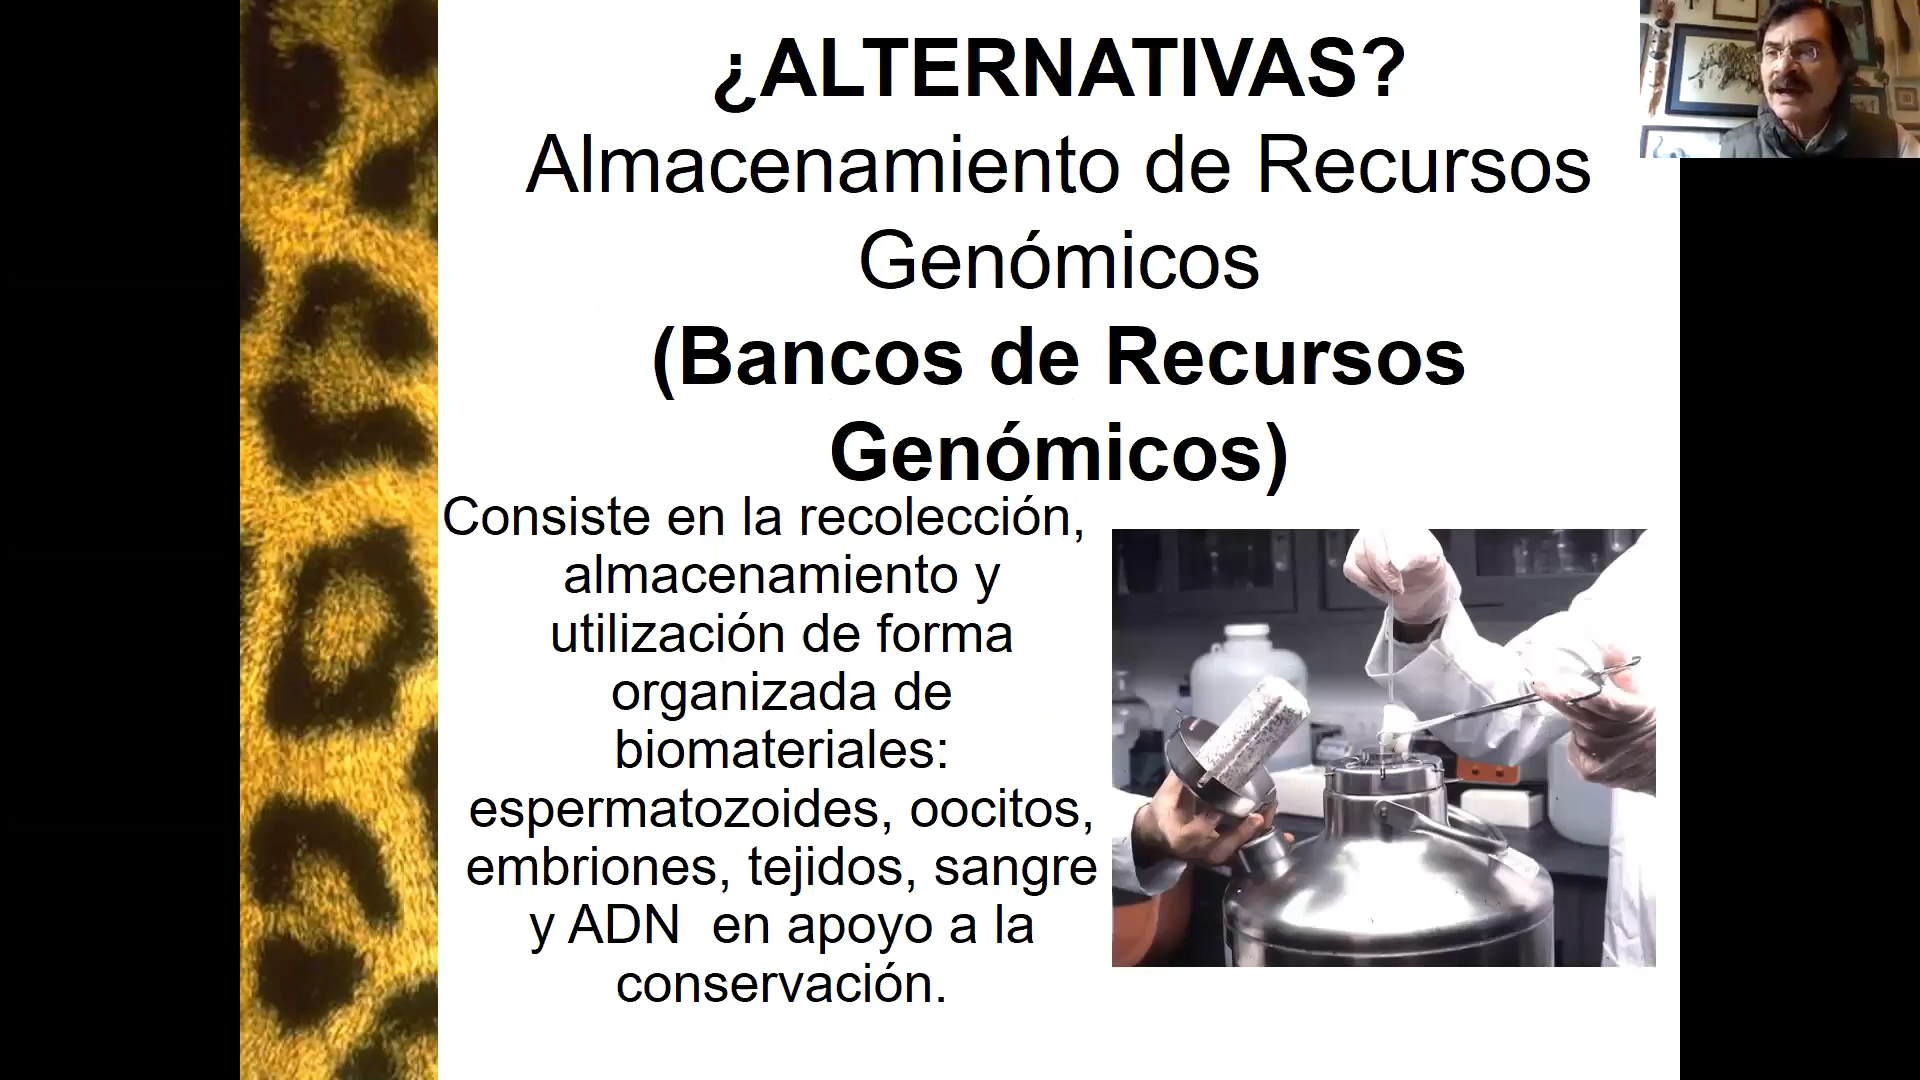 ¿ALTERNATIVAS?
Almacenamiento de Recursos
Genómicos
(Bancos de Recursos
Genómicos)
Consiste en la recolección,
almacenamiento y
utilización de forma
organizada de
biomateriales:
espermatozoides, oocitos,
embriones, tejidos, sangre
y ADN  en apoyo a la
conservación.